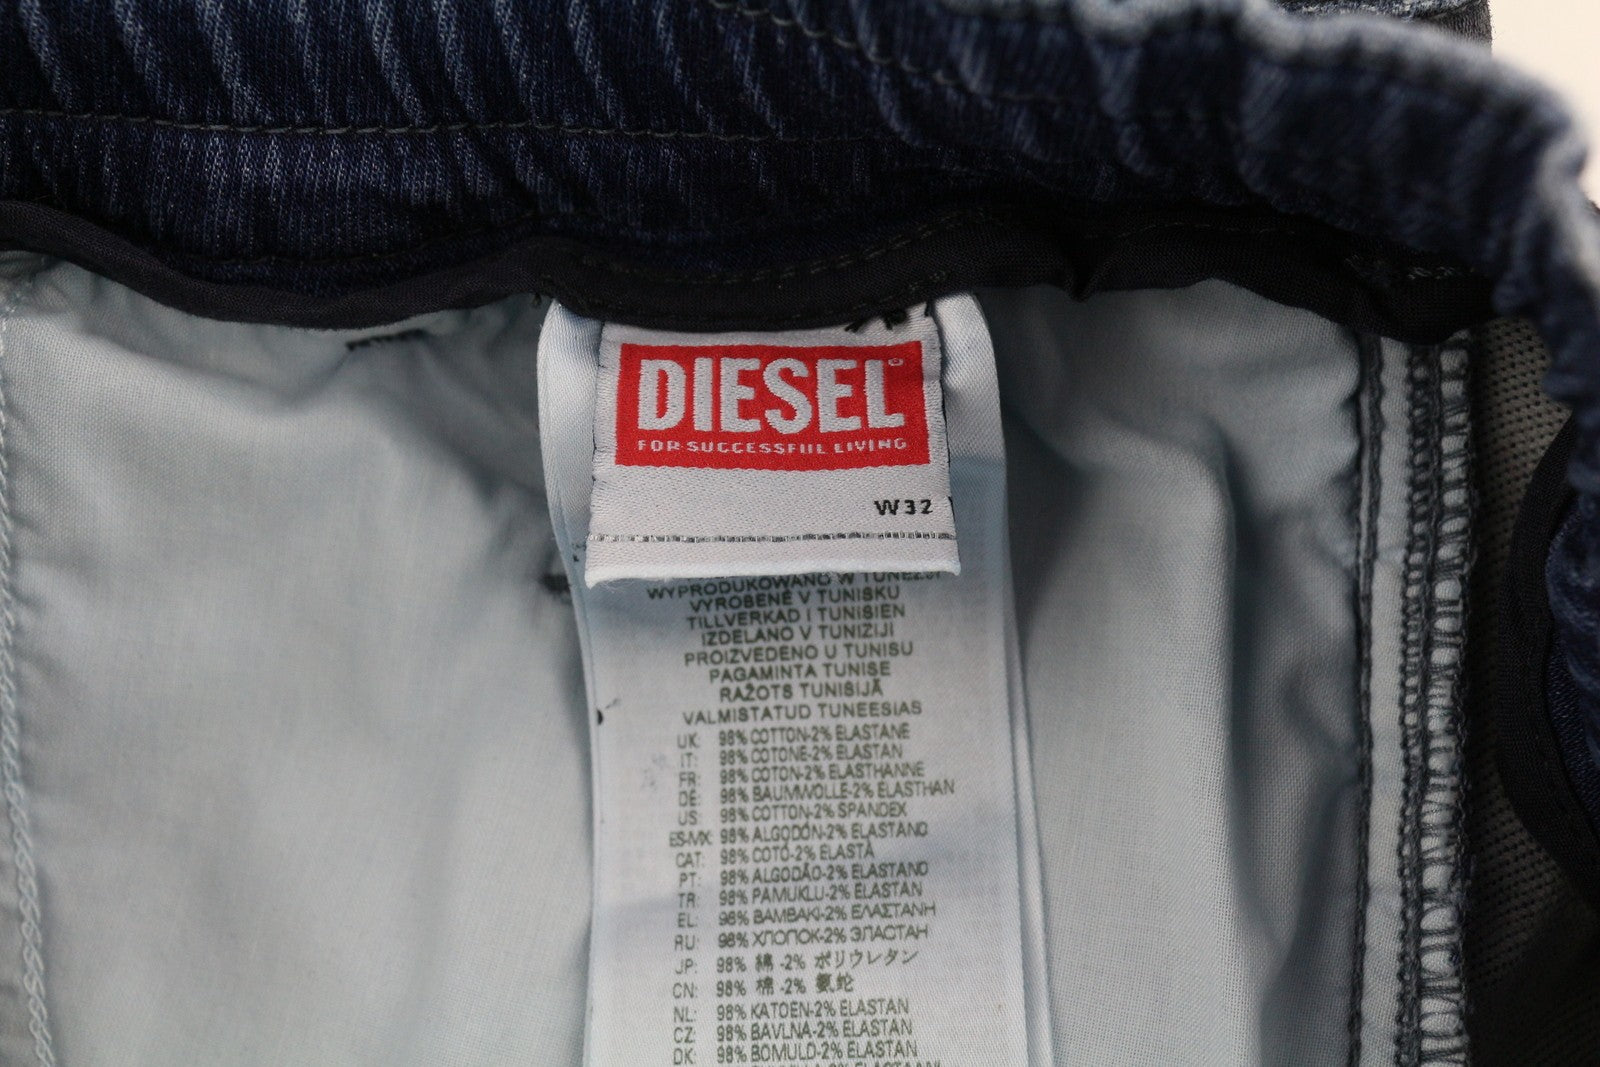 DIESEL
FOR SUCCESSFUL LIVING
W32
WYPRODUKOWANO W TUNEZJI
VYROBENÉ V TUNISKU
TILLVERKAD I TUNISIEN
IZDELANO V TUNIZIJI
PROIZVEDENO U TUNISU
PAGAMINTA TUNISE
RAŽOTS TUNISIJĀ
VALMISTATUD TUNEESIAS
UK: 98% COTTON-2% ELASTANE
IT: 98% COTONE-2% ELASTAN
FR: 98% COTON-2% ELASTHANNE
DE: 98% BAUMWOLLE-2% ELASTHAN
US: 98% COTTON-2% SPANDEX
ES-MX: 98% ALGODÓN-2% ELASTANO
CAT: 98% COTÓ-2% ELASTÀ
PT: 98% ALGODÃO-2% ELASTANO
TR: 98% PAMUKLU-2% ELASTAN
EL: 98% ΒΑΜΒΑΚΙ-2% ΕΛΑΣΤΑΝΗ
RU: 98% ХЛОПОК-2% ЭЛАСТАН
JP: 98% 綿 -2% ポリウレタン
CN: 98% 棉 -2% 氨纶
NL: 98% KATOEN-2% ELASTAN
CZ: 98% BAVLNA-2% ELASTAN
DK: 98% BOMULD-2% ELASTAN